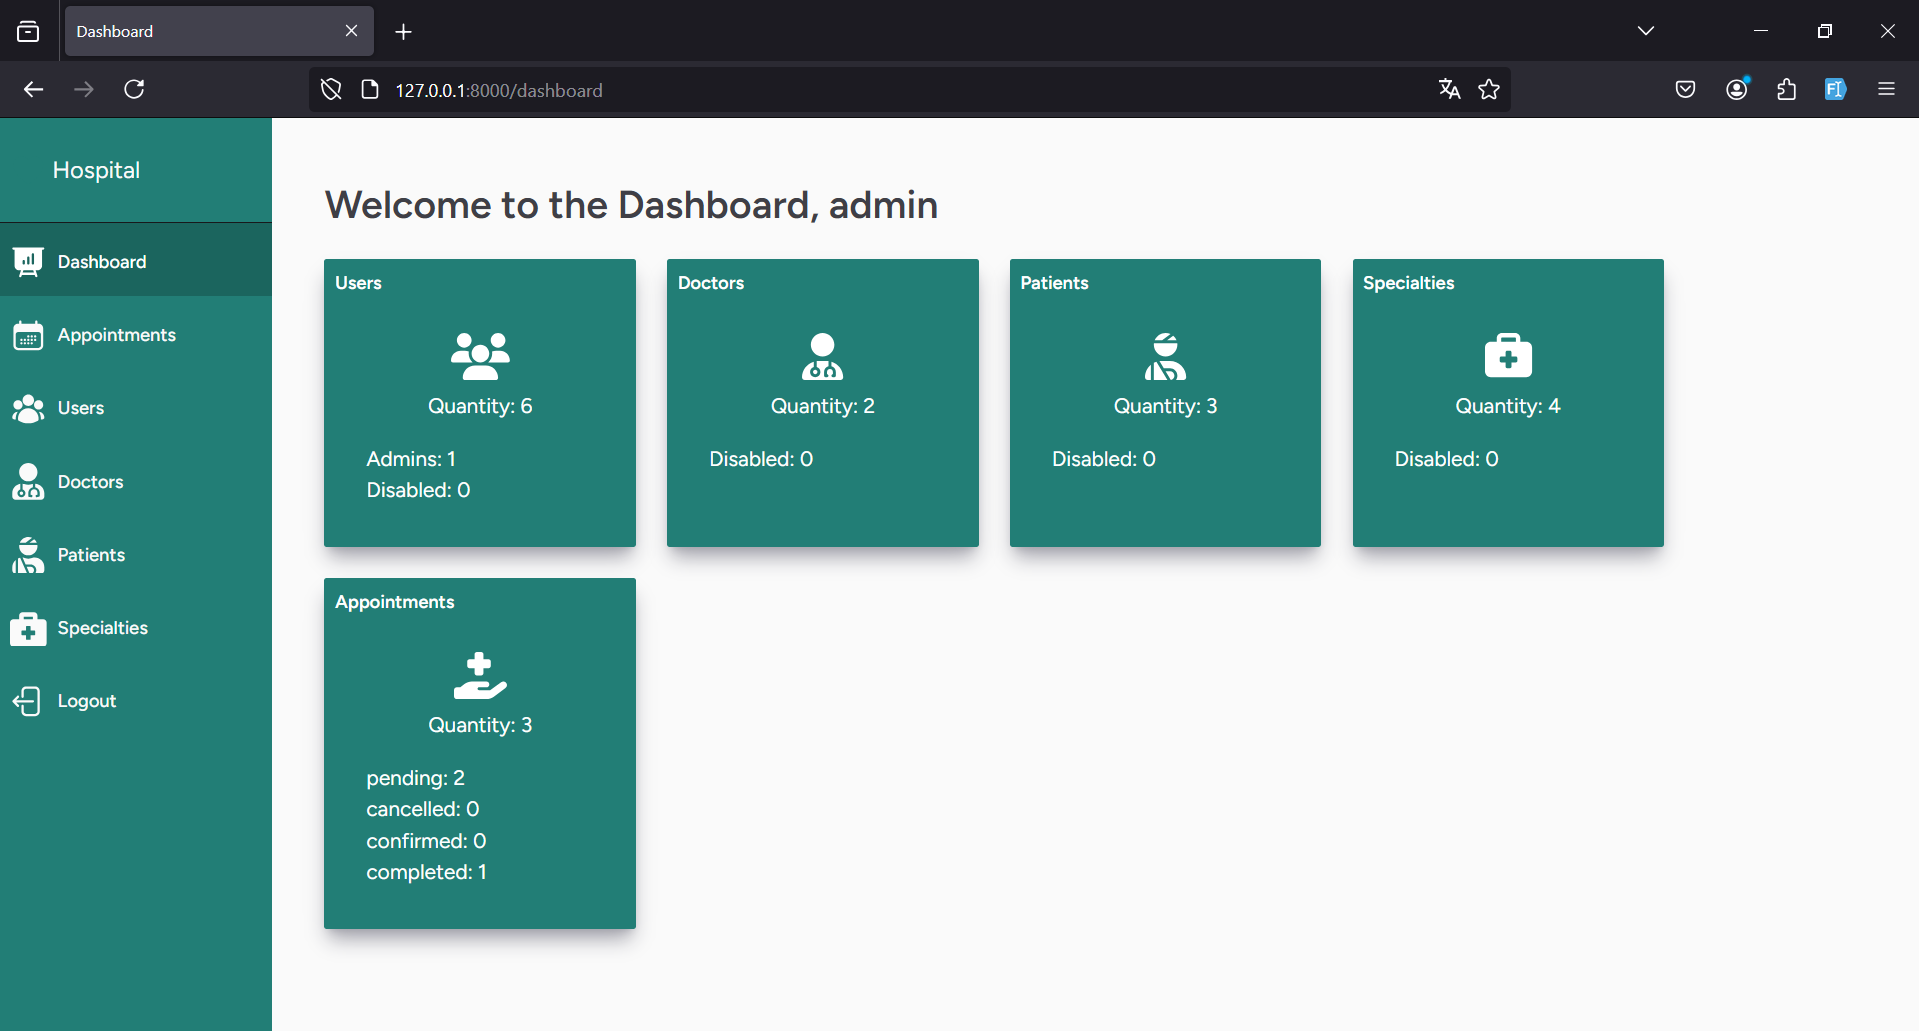 Dashboard
127.0.0.1:8000/dashboard
Hospital
Dashboard
Appointments
Users
Doctors
Patients
Specialties
Logout
Welcome to the Dashboard, admin
Users
Quantity: 6
Admins: 1
Disabled: 0
Doctors
Quantity: 2
Disabled: 0
Patients
Quantity: 3
Disabled: 0
Specialties
Quantity: 4
Disabled: 0
Appointments
Quantity: 3
pending: 2
cancelled: 0
confirmed: 0
completed: 1